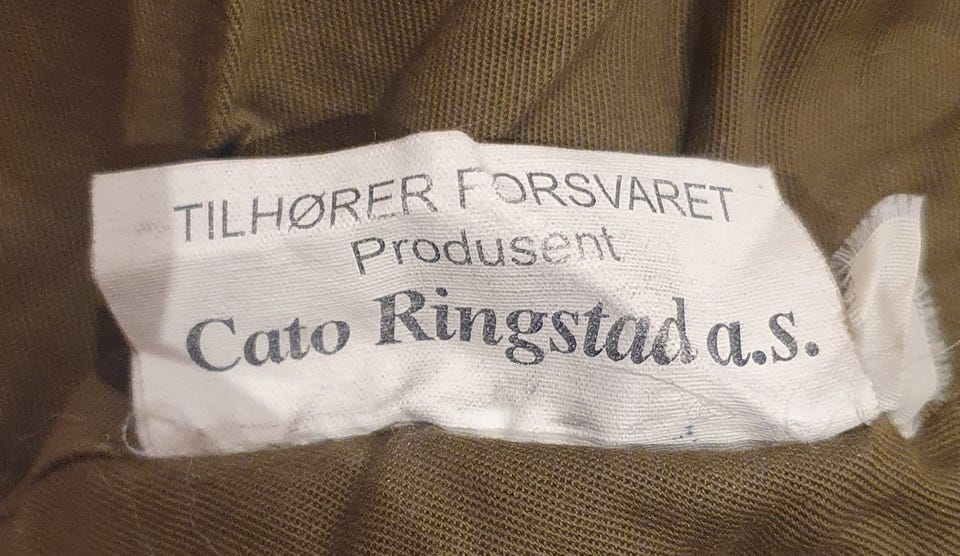 TILHØRER FORSVARET
Produsent
Cato Ringstad a.s.